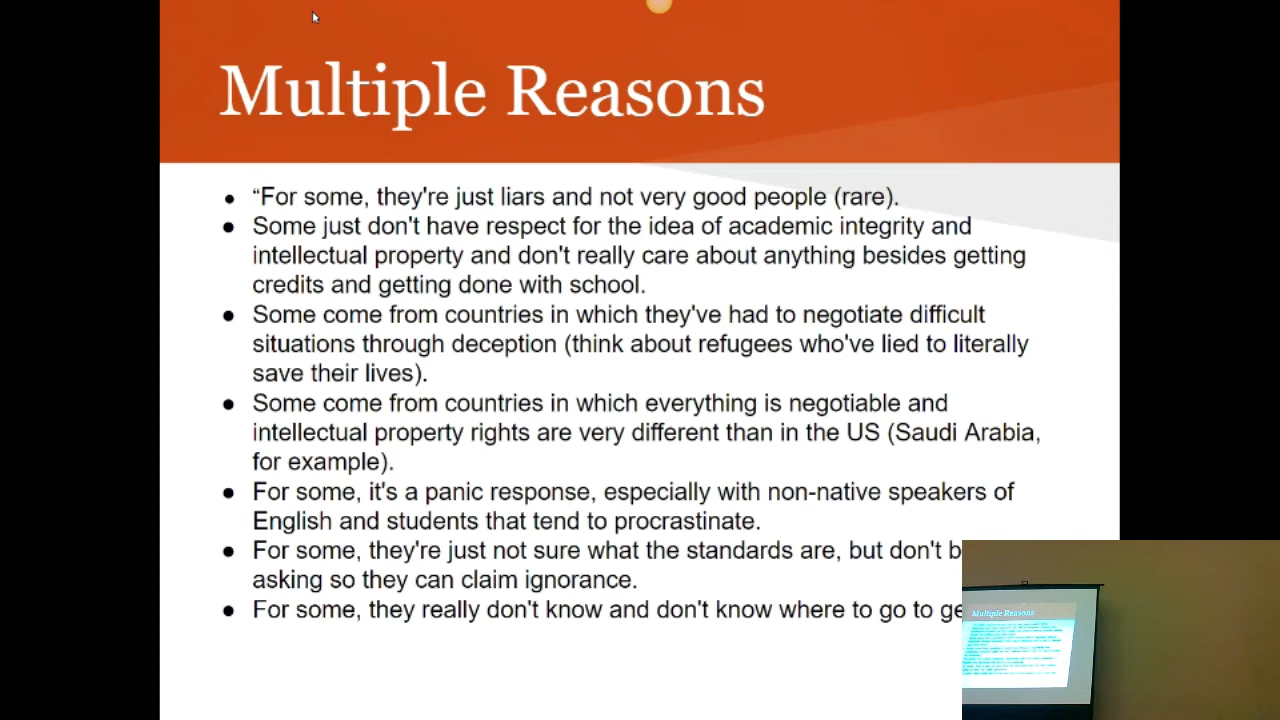 Multiple Reasons
● “For some, they're just liars and not very good people (rare).
● Some just don't have respect for the idea of academic integrity and
intellectual property and don't really care about anything besides getting
credits and getting done with school.
● Some come from countries in which they've had to negotiate difficult
situations through deception (think about refugees who've lied to literally
save their lives).
● Some come from countries in which everything is negotiable and
intellectual property rights are very different than in the US (Saudi Arabia,
for example).
● For some, it's a panic response, especially with non-native speakers of
English and students that tend to procrastinate.
● For some, they're just not sure what the standards are, but don't
asking so they can claim ignorance.
● For some, they really don't know and don't know where to go to
Multiple Reasons